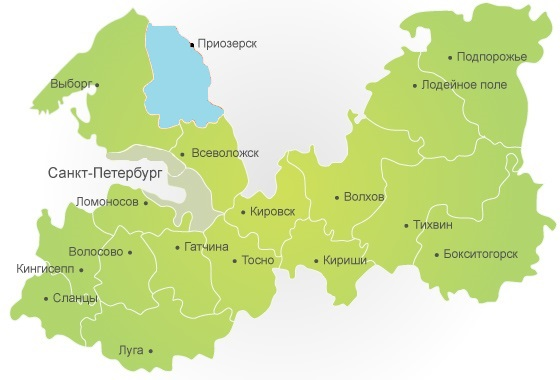 Приозерск
Подпорожье
Выборг
Лодейное поле
Всеволожск
Санкт-Петербург
Ломоносов
Волхов
Кировск
Тихвин
Гатчина
Волосово
Тосно
Кириши
Бокситогорск
Кингисепп
Сланцы
Луга